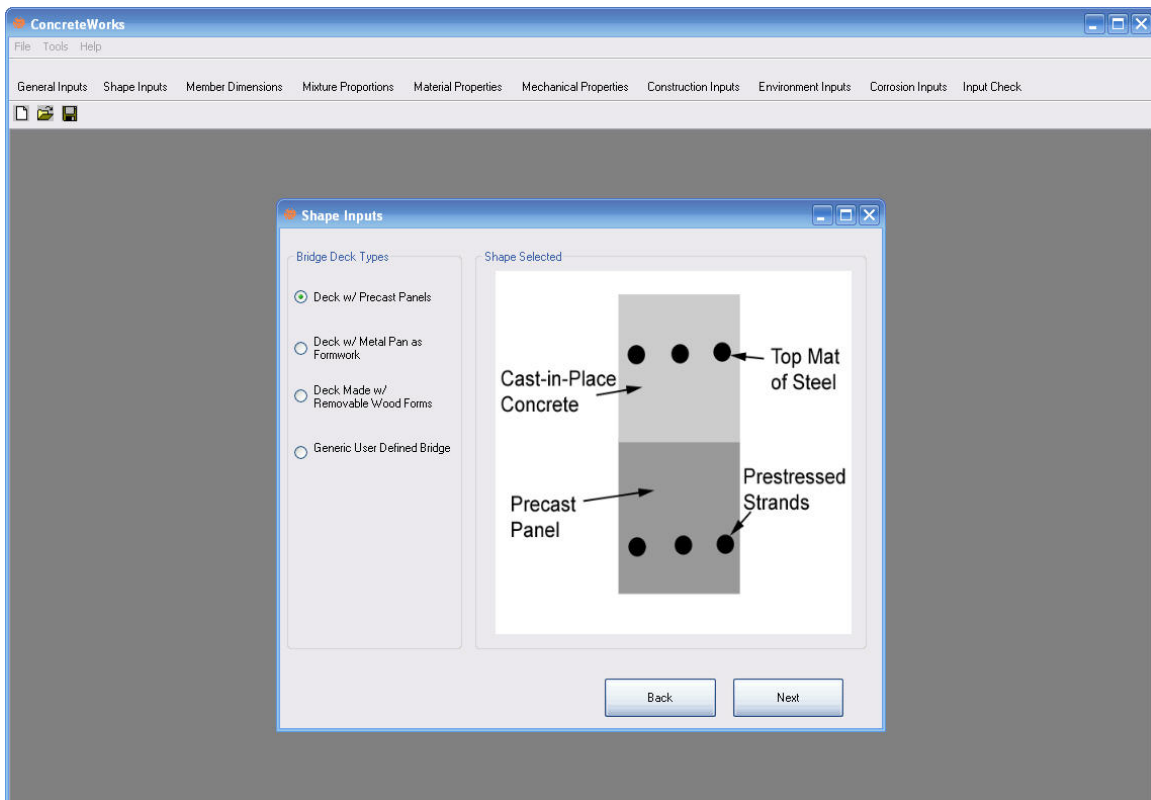 ConcreteWorks
File Tools Help
General Inputs Shape Inputs Member Dimensions Mixture Proportions Material Properties Mechanical Properties Construction Inputs Environment Inputs Corrosion Inputs Input Check
Shape Inputs
Bridge Deck Types
Deck w/ Precast Panels
Deck w/ Metal Pan as
Formwork
Deck Made w/
Removable Wood Forms
Generic User Defined Bridge
Shape Selected
Cast-in-Place
Concrete
Top Mat
of Steel
Precast
Panel
Prestressed
Strands
Back
Next